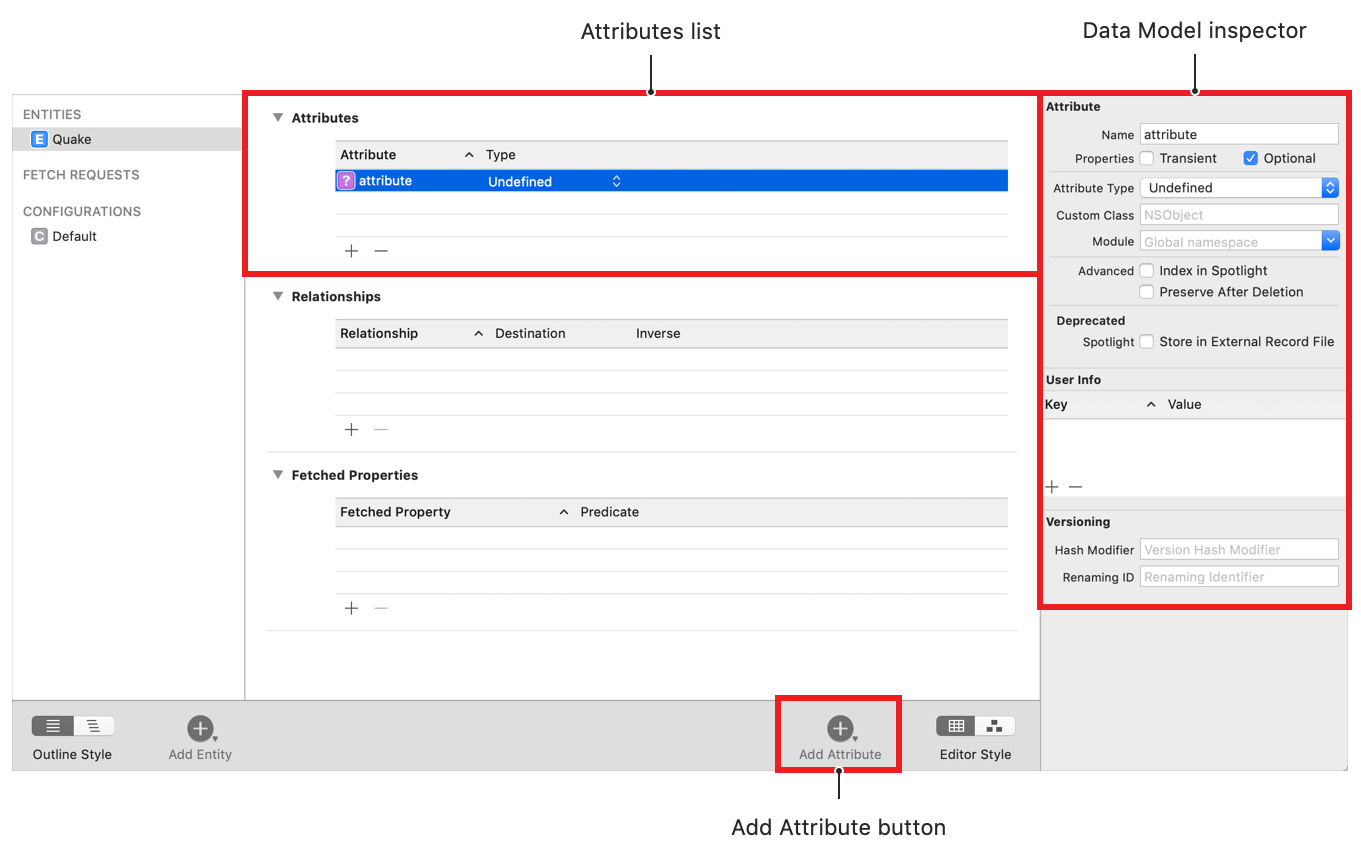 Attributes list
Data Model inspector
ENTITIES
E Quake
FETCH REQUESTS
CONFIGURATIONS
C Default
Attributes
Attribute Type
? attribute Undefined
Relationships
Relationship Destination Inverse
Fetched Properties
Fetched Property Predicate
Attribute
Name attribute
Properties Transient Optional
Attribute Type Undefined
Custom Class NSObject
Module Global namespace
Advanced Index in Spotlight
Preserve After Deletion
Deprecated
Spotlight Store in External Record File
User Info
Key Value
Versioning
Hash Modifier Version Hash Modifier
Renaming ID Renaming Identifier
Outline Style
Add Entity
Add Attribute
Editor Style
Add Attribute button